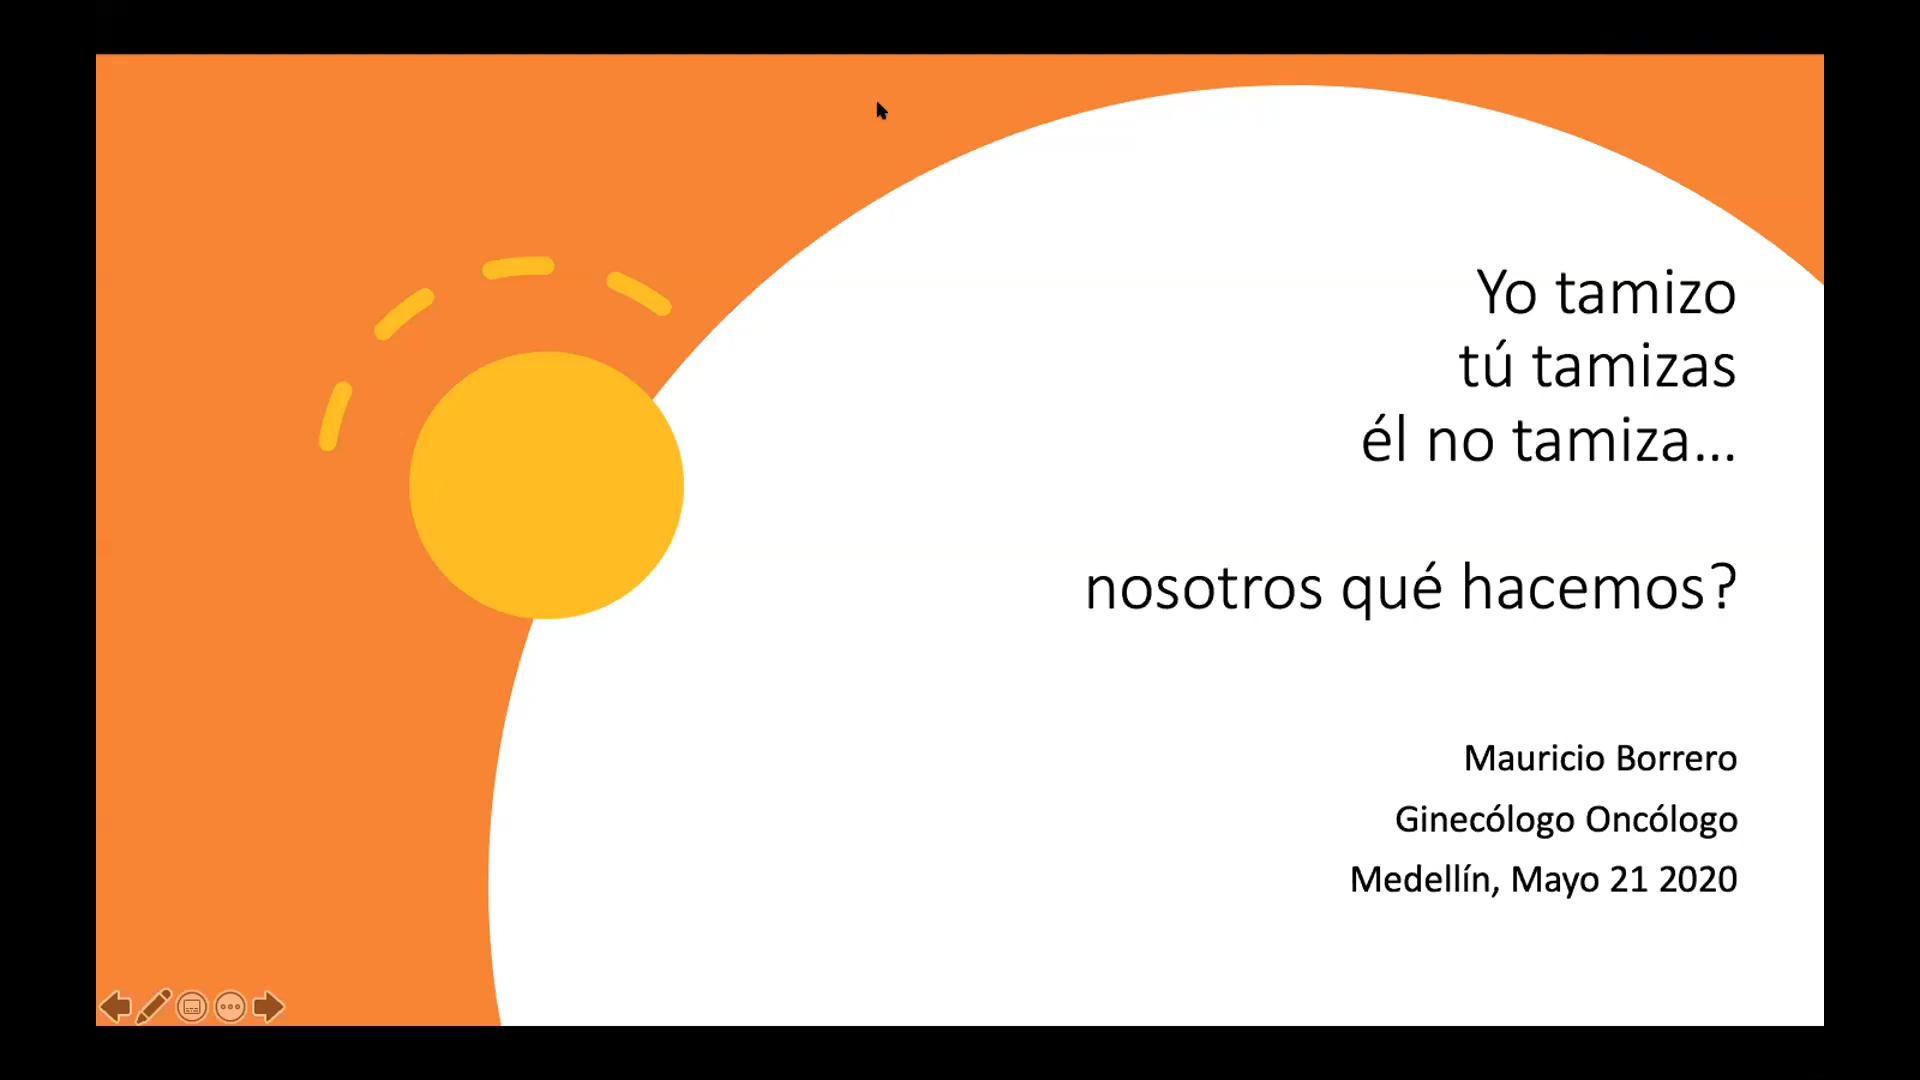 Yo tamizo
tú tamizas
él no tamiza...
nosotros qué hacemos?
Mauricio Borrero
Ginecólogo Oncólogo
Medellín, Mayo 21 2020